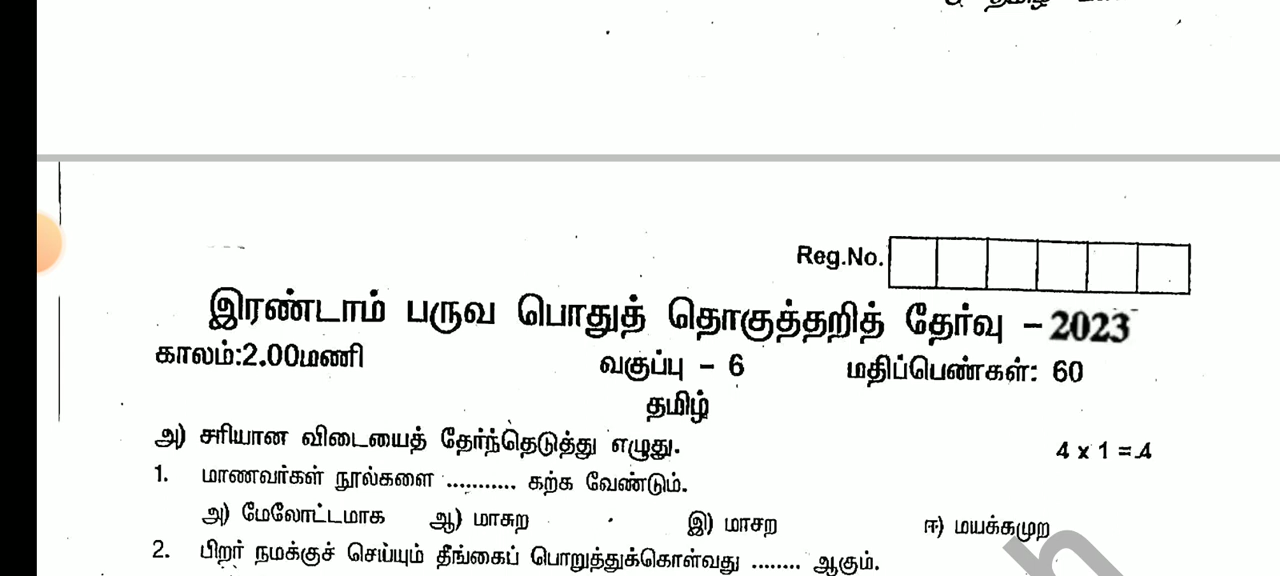 Reg.No.
இரண்டாம் பருவ பொதுத் தொகுத்தறித் தேர்வு – 2023
காலம்:2.00மணி வகுப்பு – 6 மதிப்பெண்கள்: 60
தமிழ்
அ) சரியான விடையைத் தேர்ந்தெடுத்து எழுது. 4 x 1 = 4
1. மாணவர்கள் நூல்களை ........... கற்க வேண்டும்.
அ) மேலோட்டமாக ஆ) மாசுற இ) மாசற ஈ) மயக்கமுற
2. பிறர் நமக்குச் செய்யும் தீங்கைப் பொறுத்துக்கொள்வது ........ ஆகும்.